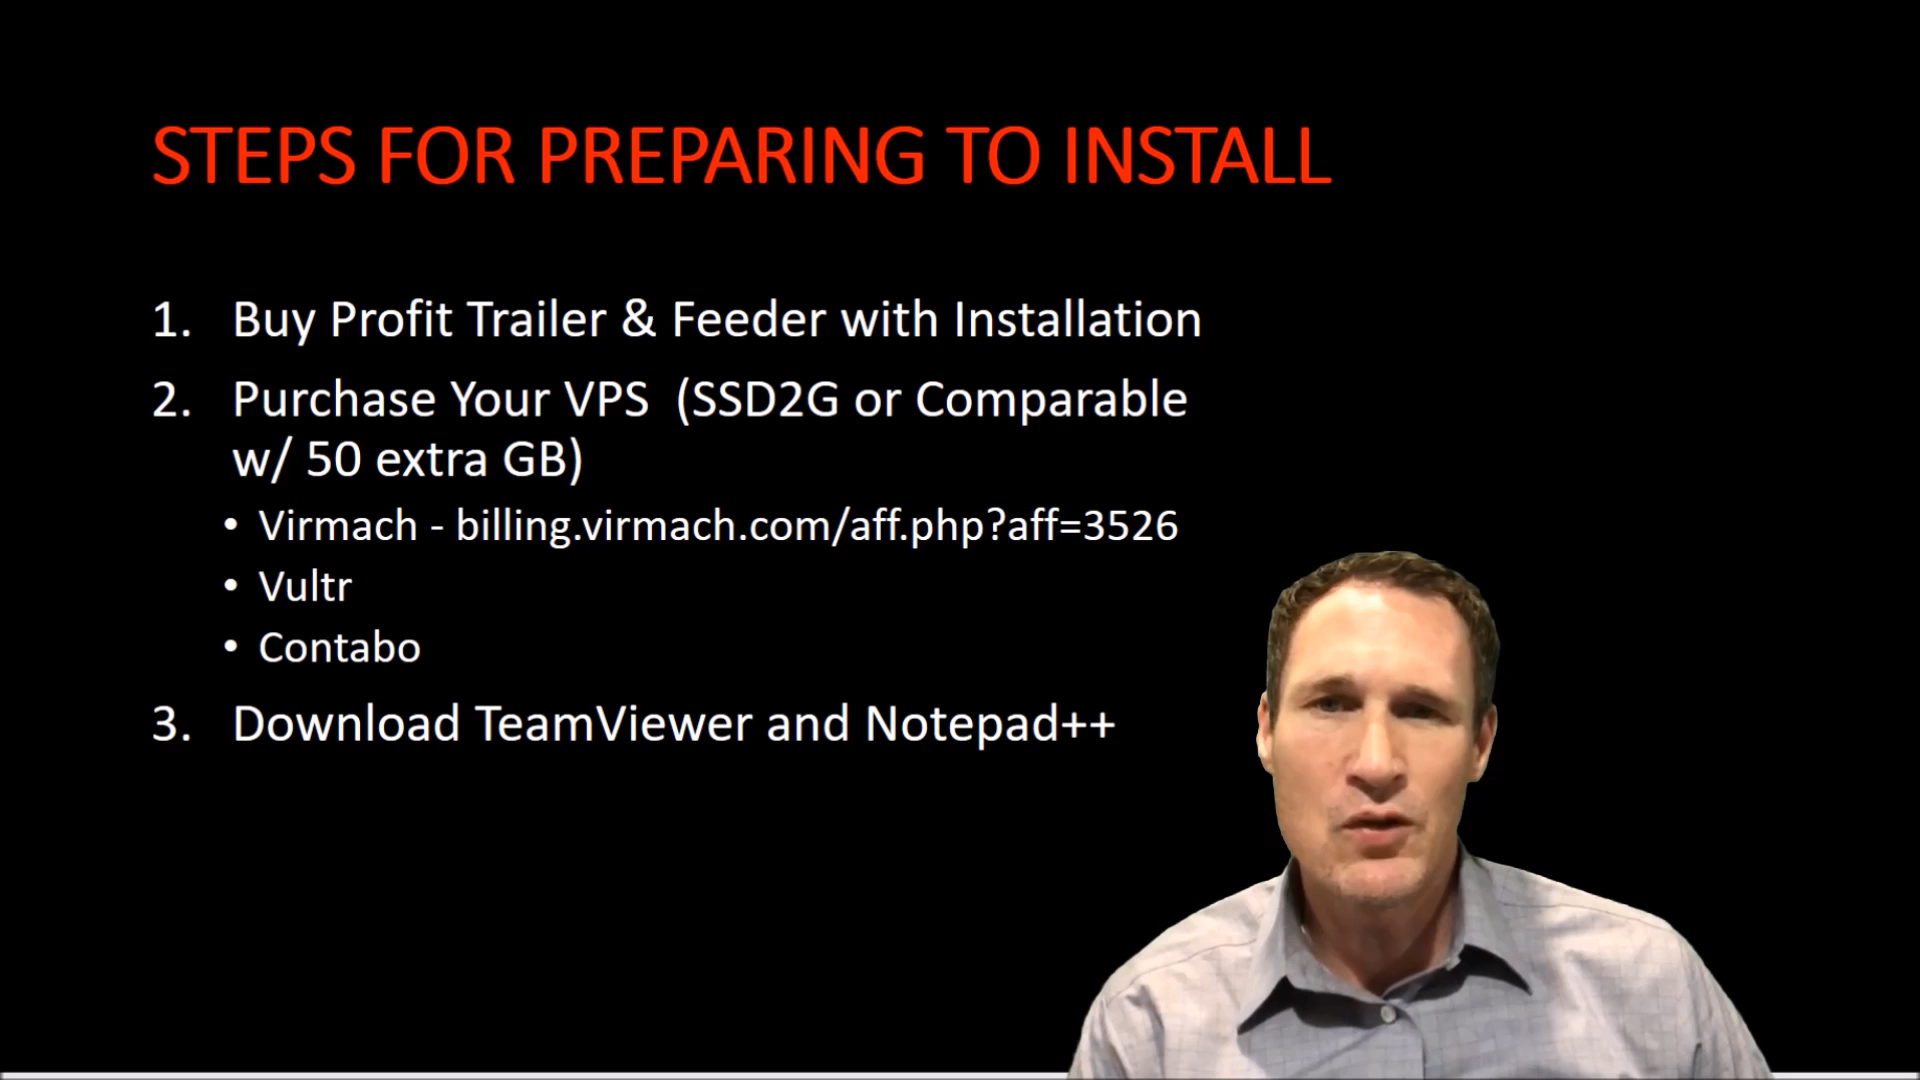 STEPS FOR PREPARING TO INSTALL
1. Buy Profit Trailer & Feeder with Installation
2. Purchase Your VPS (SSD2G or Comparable
w/ 50 extra GB)
• Virmach - billing.virmach.com/aff.php?aff=3526
• Vultr
• Contabo
3. Download TeamViewer and Notepad++